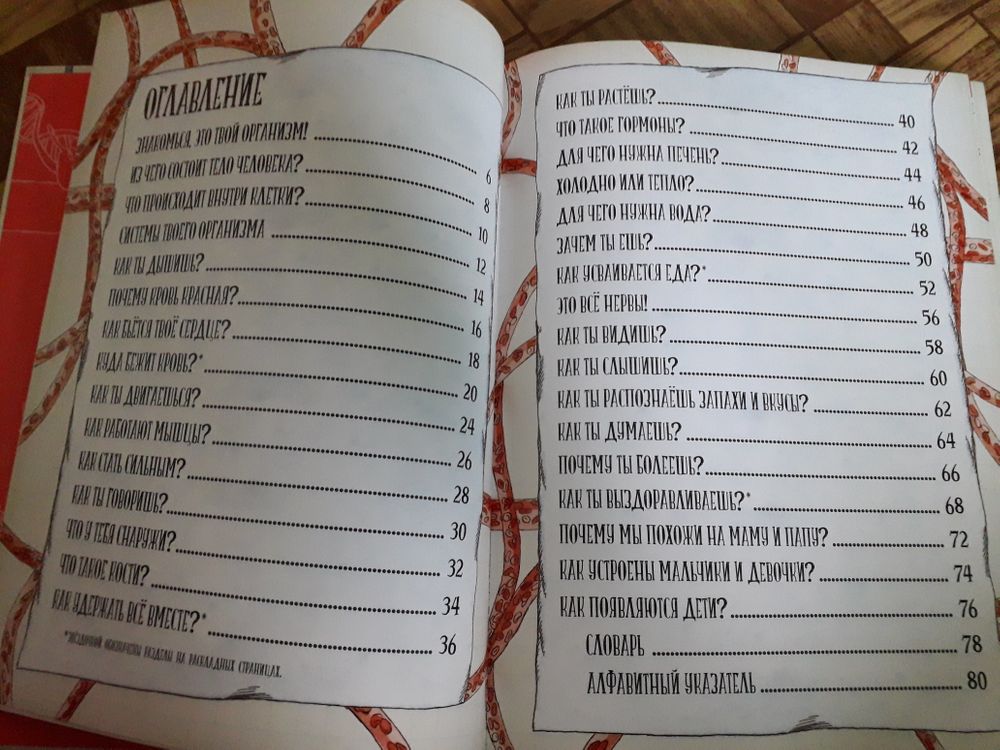 ОГЛАВЛЕНИЕ
ЗНАКОМЬСЯ, ЭТО ТВОЙ ОРГАНИЗМ! 6
ИЗ ЧЕГО СОСТОИТ ТЕЛО ЧЕЛОВЕКА? 8
ЧТО ПРОИСХОДИТ ВНУТРИ КЛЕТКИ? 10
СИСТЕМЫ ТВОЕГО ОРГАНИЗМА 12
КАК ТЫ ДЫШИШЬ? 14
ПОЧЕМУ КРОВЬ КРАСНАЯ? 16
КАК БЬЁТСЯ ТВОЁ СЕРДЦЕ? 18
КУДА БЕЖИТ КРОВЬ?* 20
КАК ТЫ ДВИГАЕШЬСЯ? 24
КАК РАБОТАЮТ МЫШЦЫ? 26
КАК СТАТЬ СИЛЬНЫМ? 28
КАК ТЫ ГОВОРИШЬ? 30
ЧТО У ТЕБЯ СНАРУЖИ? 32
ЧТО ТАКОЕ КОСТИ? 34
КАК УДЕРЖАТЬ ВСЁ ВМЕСТЕ?* 36
*ЗВЁЗДОЧКОЙ ОБОЗНАЧЕНЫ РАЗДЕЛЫ НА РАСКЛАДНЫХ СТРАНИЦАХ.
КАК ТЫ РАСТЁШЬ? 40
ЧТО ТАКОЕ ГОРМОНЫ? 42
ДЛЯ ЧЕГО НУЖНА ПЕЧЕНЬ? 44
ХОЛОДНО ИЛИ ТЕПЛО? 46
ДЛЯ ЧЕГО НУЖНА ВОДА? 48
ЗАЧЕМ ТЫ ЕШЬ? 50
КАК УСВАИВАЕТСЯ ЕДА?* 52
ЭТО ВСЁ НЕРВЫ! 56
КАК ТЫ ВИДИШЬ? 58
КАК ТЫ СЛЫШИШЬ? 60
КАК ТЫ РАСПОЗНАЁШЬ ЗАПАХИ И ВКУСЫ? 62
КАК ТЫ ДУМАЕШЬ? 64
ПОЧЕМУ ТЫ БОЛЕЕШЬ? 66
КАК ТЫ ВЫЗДОРАВЛИВАЕШЬ?* 68
ПОЧЕМУ МЫ ПОХОЖИ НА МАМУ И ПАПУ? 72
КАК УСТРОЕНЫ МАЛЬЧИКИ И ДЕВОЧКИ? 74
КАК ПОЯВЛЯЮТСЯ ДЕТИ? 76
СЛОВАРЬ 78
АЛФАВИТНЫЙ УКАЗАТЕЛЬ 80